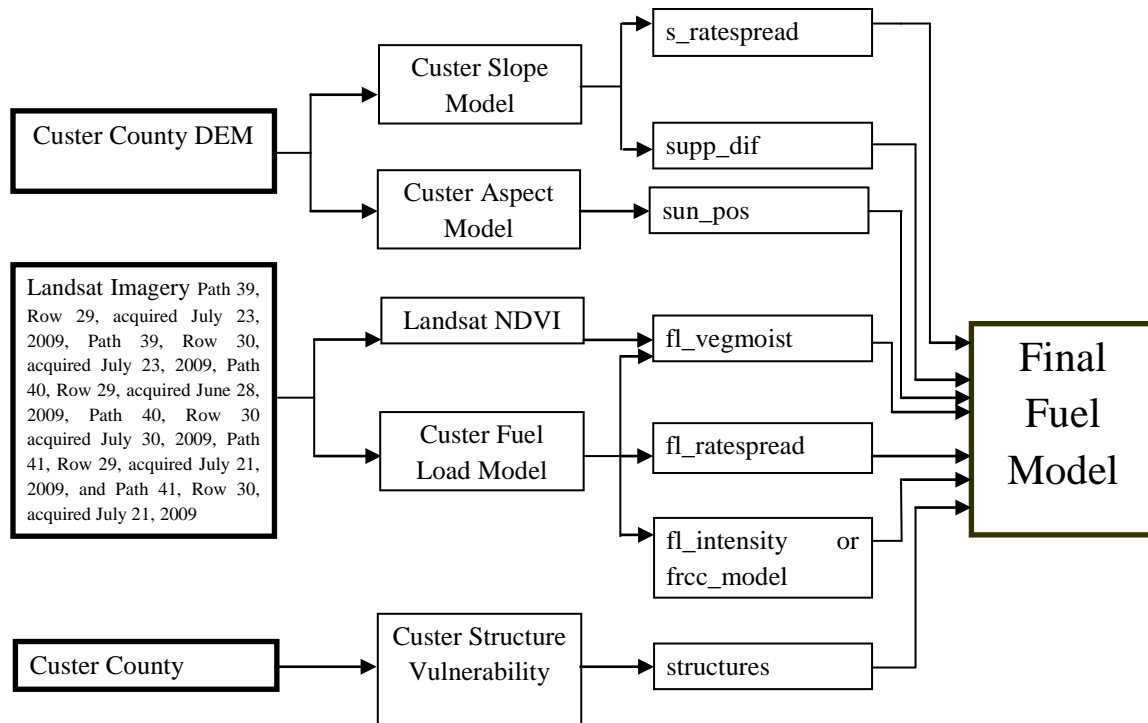 s_ratespread
Custer Slope
Model
Custer County DEM
supp_dif
Custer Aspect
Model
sun_pos
Landsat Imagery Path 39,
Row 29, acquired July 23,
2009, Path 39, Row 30,
acquired July 23, 2009, Path
40, Row 29, acquired June 28,
2009, Path 40, Row 30
acquired July 30, 2009, Path
41, Row 29, acquired July 21,
2009, and Path 41, Row 30,
acquired July 21, 2009
Landsat NDVI
fl_vegmoist
Custer Fuel
Load Model
fl_ratespread
fl_intensity or
frcc_model
Final
Fuel
Model
Custer County
Custer Structure
Vulnerability
structures